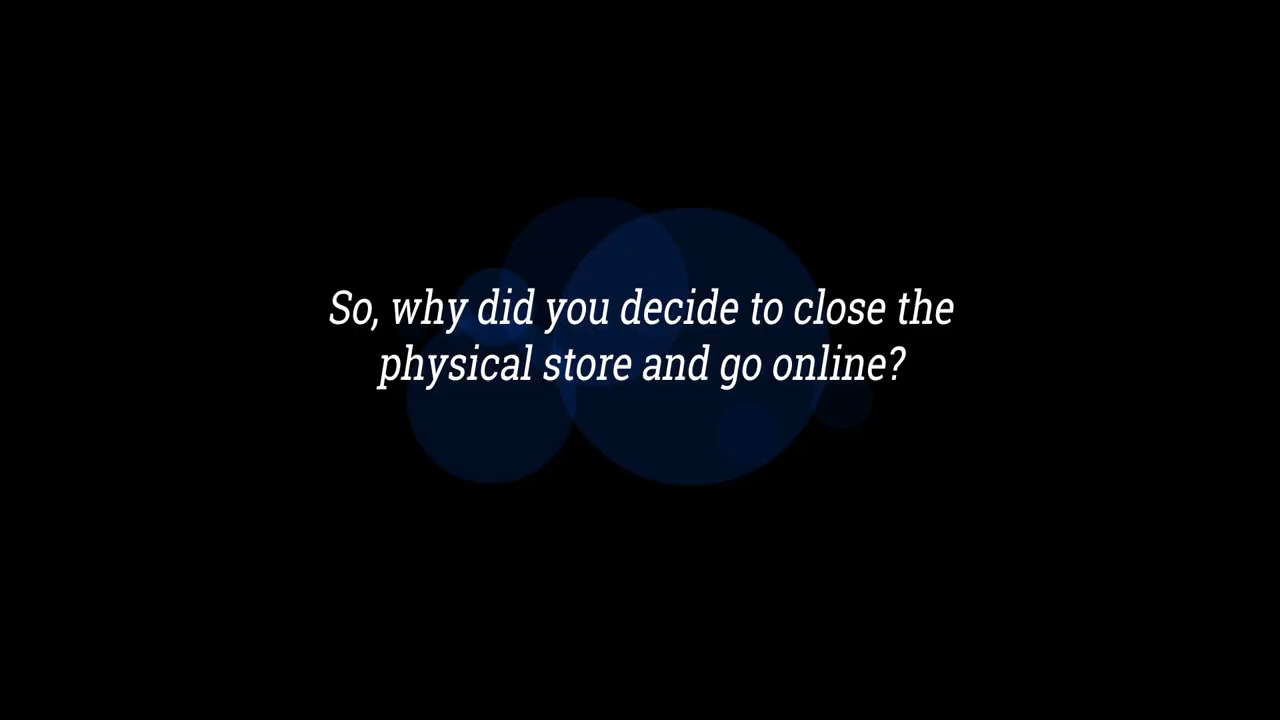 So, why did you decide to close the
physical store and go online?